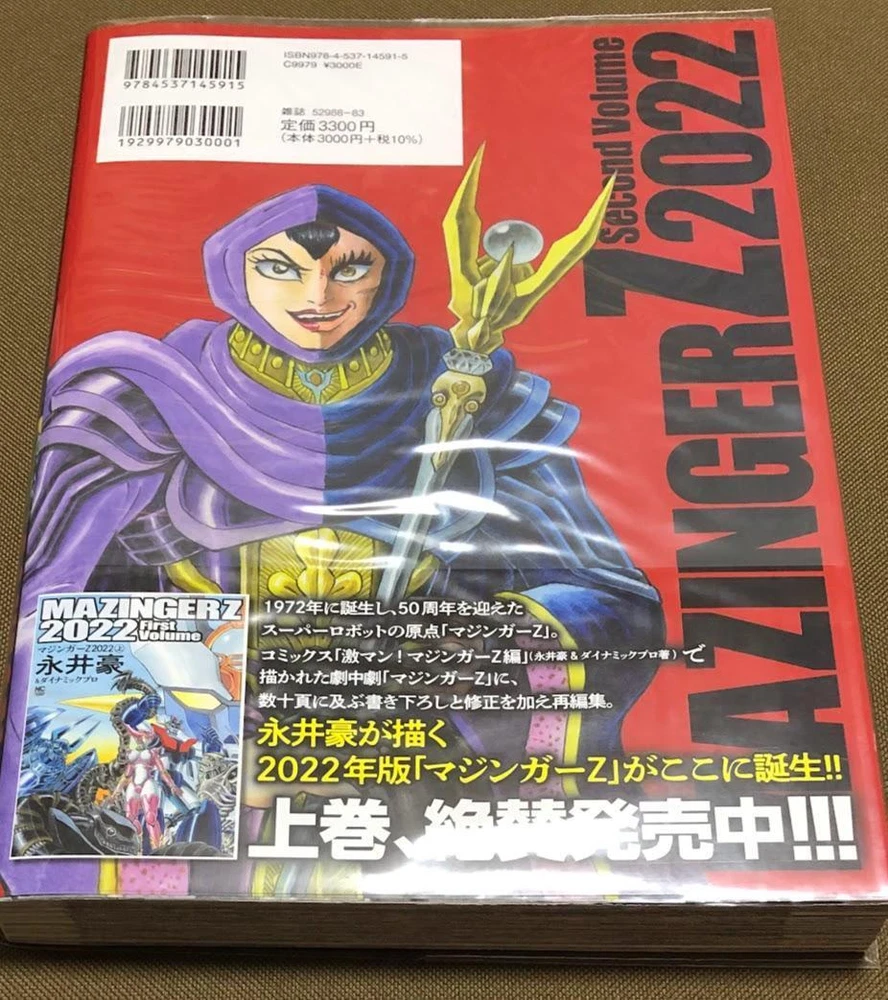 9784537145915
ISBN978-4-537-14591-5
C9979 ¥3000E
1929979030001
雑誌 52988-83
定価3300円
(本体3000円+税10%)
Second Volume
MAZINGER Z 2022
MAZINGER Z
2022 First Volume
マジンガーZ2022 上
永井豪
&ダイナミックプロ
1972年に誕生し、50周年を迎えた
スーパーロボットの原点「マジンガーZ」。
コミックス「激マン!マジンガーZ編」(永井豪&ダイナミックプロ著)で
描かれた劇中劇「マジンガーZ」に、
数十頁に及ぶ書き下ろしと修正を加え再編集。
永井豪が描く
2022年版「マジンガーZ」がここに誕生!!
上巻、絶賛発売中!!!